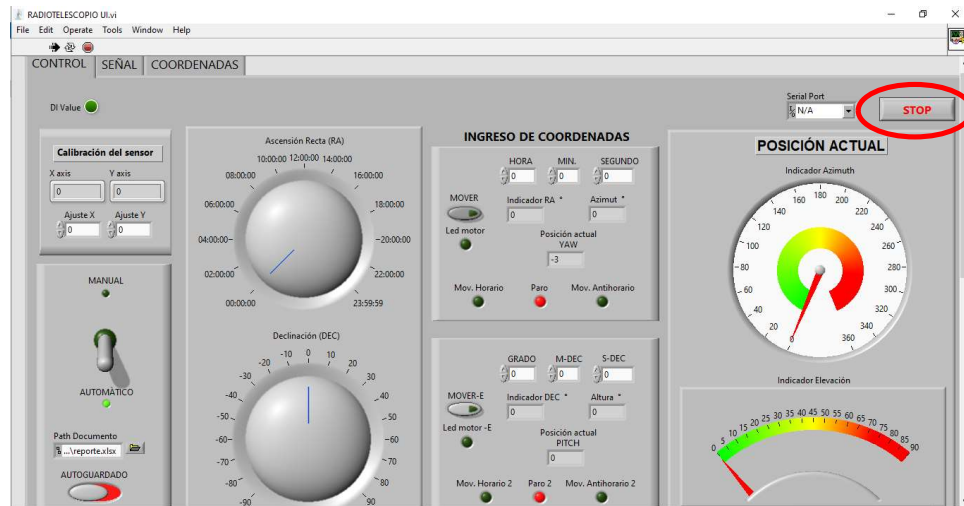 RADIOTELESCOPIO UI.vi
File Edit Operate Tools Window Help
CONTROL SEÑAL COORDENADAS
DI Value
Serial Port
N/A
STOP
Calibración del sensor
X axis Y axis
0 0
Ajuste X Ajuste Y
0 0
MANUAL
AUTOMÀTICO
Path Documento
...\reporte.xlsx
AUTOGUARDADO
Ascensión Recta (RA)
00:00:00 02:00:00 04:00:00 06:00:00 08:00:00 10:00:00 12:00:00 14:00:00 16:00:00 18:00:00 20:00:00 22:00:00 23:59:59
Declinación (DEC)
-90 -80 -70 -60 -50 -40 -30 -20 -10 0 10 20 30 40 50 60 70 80 90
INGRESO DE COORDENADAS
HORA MIN. SEGUNDO
0 0 0
MOVER
Indicador RA ° Azimut °
0 0
Led motor
Posición actual
YAW
-3
Mov. Horario Paro Mov. Antihorario
GRADO M-DEC S-DEC
0 0 0
MOVER-E
Indicador DEC ° Altura °
0 0
Led motor -E
Posición actual
PITCH
0
Mov. Horario 2 Paro 2 Mov. Antihorario 2
POSICIÓN ACTUAL
Indicador Azimuth
0 20 40 60 80 100 120 140 160 180 200 220 240 260 280 300 320 340 360
Indicador Elevación
0 5 10 15 20 25 30 35 40 45 50 55 60 65 70 75 80 85 90